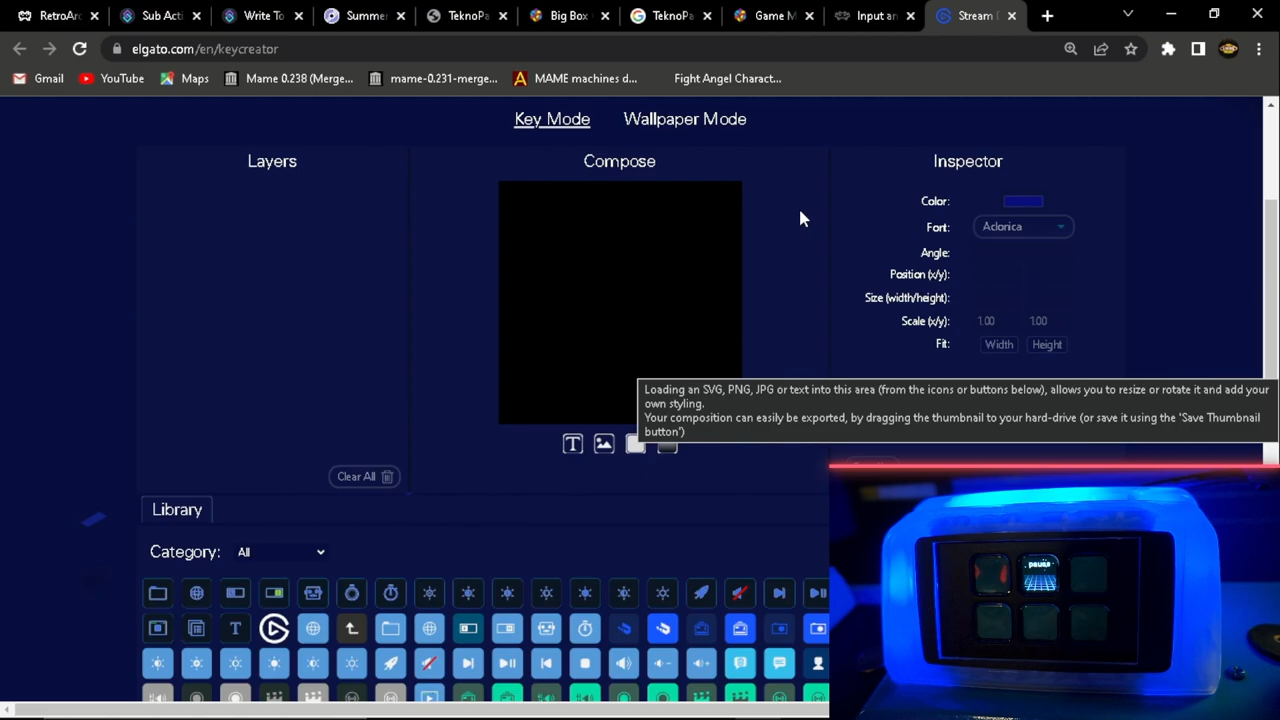 RetroArc
Sub Acti
Write To
Summer
TeknoPa
Big Box
TeknoPa
Game M
Input an
Stream D
elgato.com/en/keycreator
Gmail
YouTube
Maps
Mame 0.238 (Merge...
mame-0.231-merge...
MAME machines d...
Fight Angel Charact...
Key Mode
Wallpaper Mode
Layers
Compose
Inspector
Color:
Font: Aclonica
Angle:
Position (x/y):
Size (width/height):
Scale (x/y): 1.00 1.00
Fit: Width Height
Loading an SVG, PNG, JPG or text into this area (from the icons or buttons below), allows you to resize or rotate it and add your
own styling.
Your composition can easily be exported, by dragging the thumbnail to your hard-drive (or save it using the 'Save Thumbnail
button')
T
Clear All
Library
Category: All
T
PAUSE